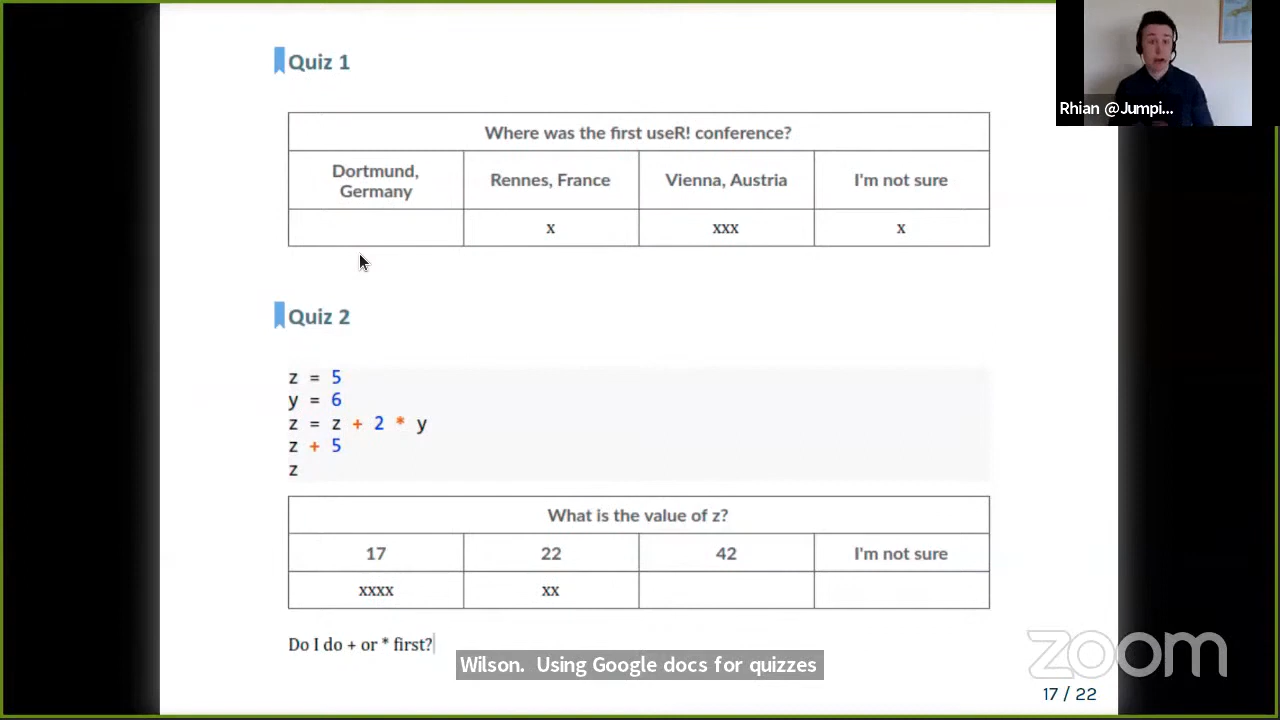 Quiz 1
Where was the first useR! conference?
Dortmund,
Germany
Rennes, France
Vienna, Austria
I'm not sure
x
xxx
x
Quiz 2
z = 5
y = 6
z = z + 2 * y
z + 5
z
What is the value of z?
17
22
42
I'm not sure
xxxx
xx
Do I do + or * first?
Wilson. Using Google docs for quizzes
zoom
17 / 22
Rhian @Jumpi...